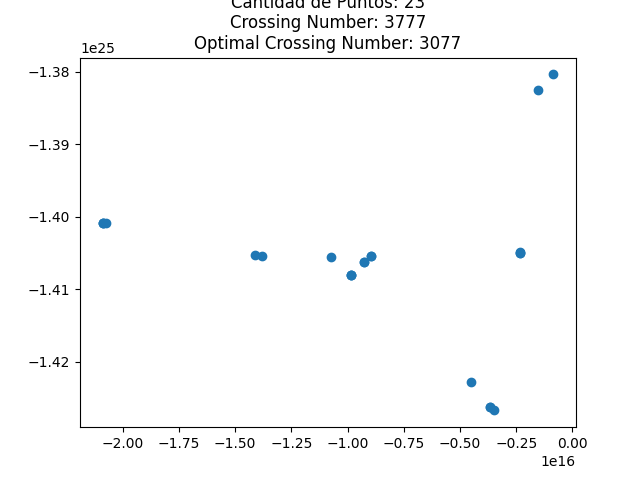 Cantidad de Puntos: 23
Crossing Number: 3777
Optimal Crossing Number: 3077
1e25
−1.38
−1.39
−1.40
−1.41
−1.42
−2.00 −1.75 −1.50 −1.25 −1.00 −0.75 −0.50 −0.25 0.00
1e16